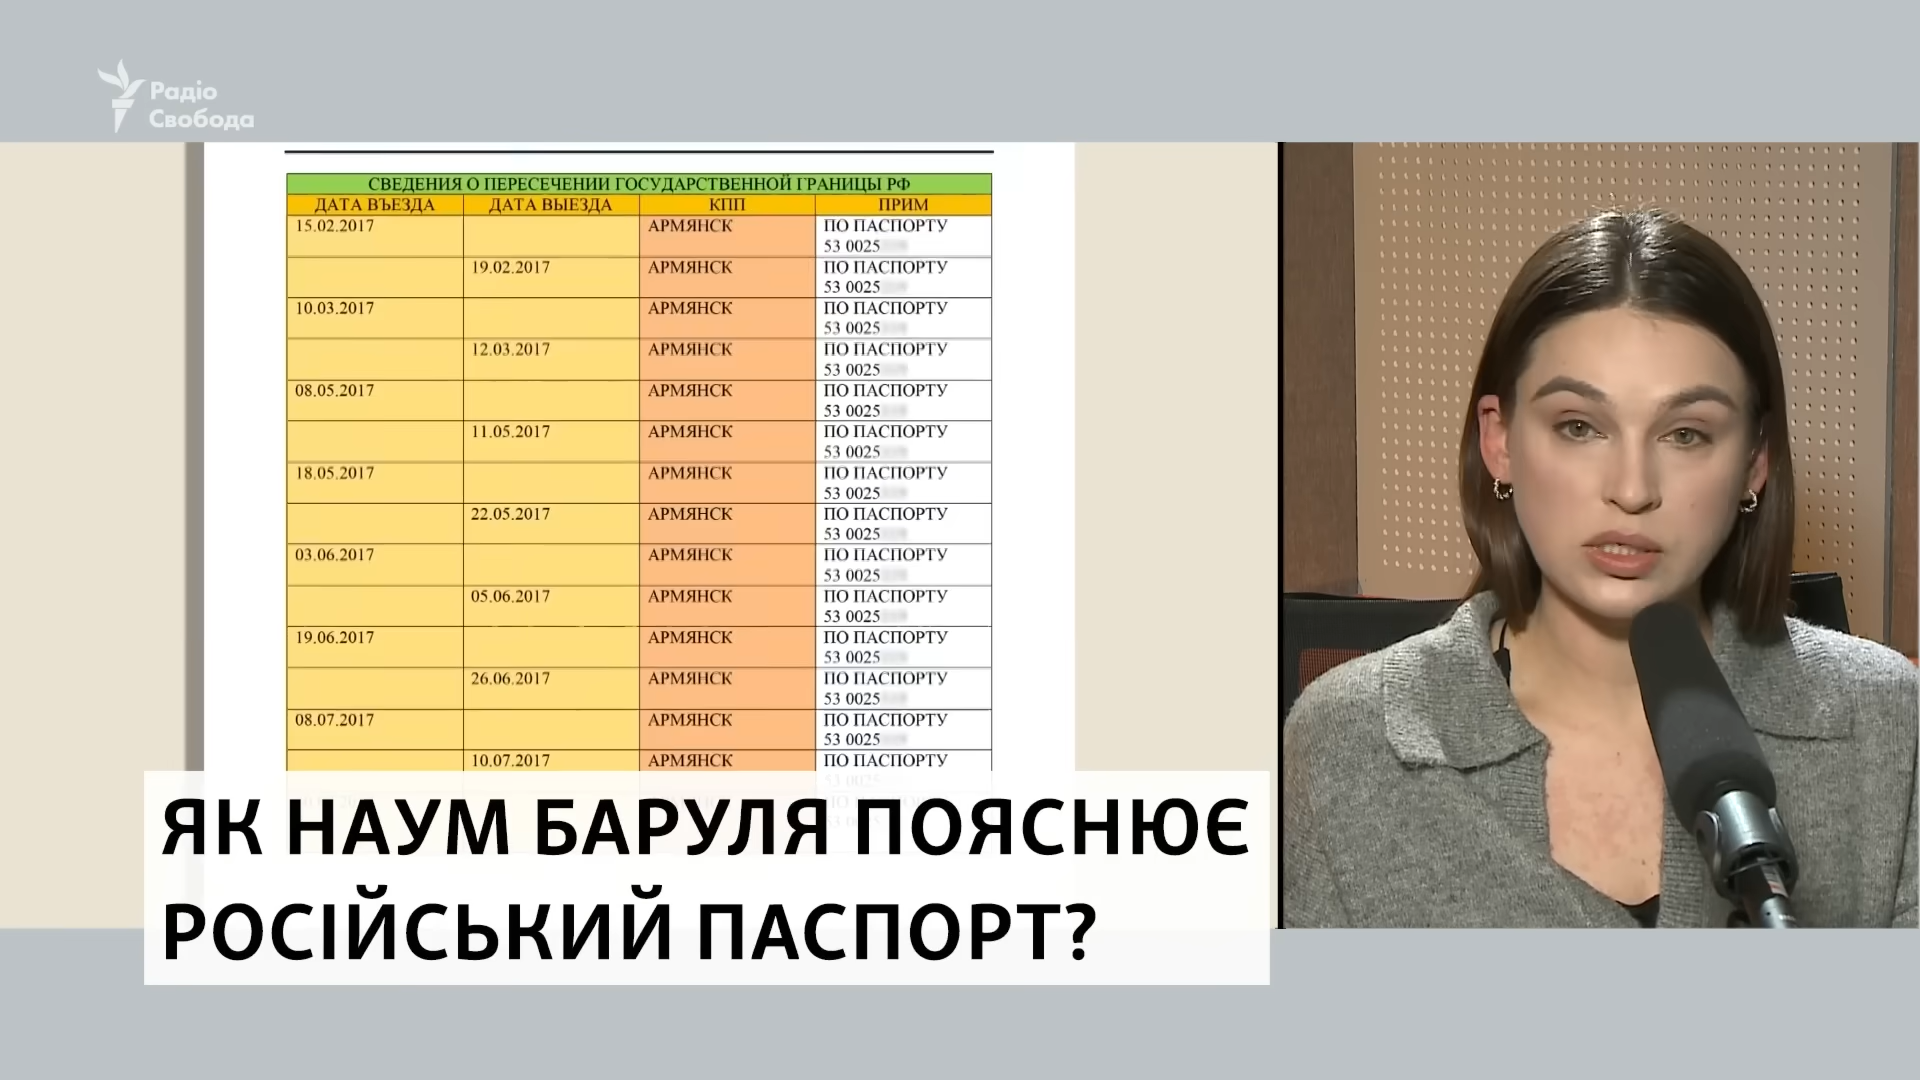 Радіо
Свобода
СВЕДЕНИЯ О ПЕРЕСЕЧЕНИИ ГОСУДАРСТВЕННОЙ ГРАНИЦЫ РФ
ДАТА ВЪЕЗДА ДАТА ВЫЕЗДА КПП ПРИМ
15.02.2017 АРМЯНСК ПО ПАСПОРТУ
53 0025
19.02.2017 АРМЯНСК ПО ПАСПОРТУ
53 0025
10.03.2017 АРМЯНСК ПО ПАСПОРТУ
53 0025
12.03.2017 АРМЯНСК ПО ПАСПОРТУ
53 0025
08.05.2017 АРМЯНСК ПО ПАСПОРТУ
53 0025
11.05.2017 АРМЯНСК ПО ПАСПОРТУ
53 0025
18.05.2017 АРМЯНСК ПО ПАСПОРТУ
53 0025
22.05.2017 АРМЯНСК ПО ПАСПОРТУ
53 0025
03.06.2017 АРМЯНСК ПО ПАСПОРТУ
53 0025
05.06.2017 АРМЯНСК ПО ПАСПОРТУ
53 0025
19.06.2017 АРМЯНСК ПО ПАСПОРТУ
53 0025
26.06.2017 АРМЯНСК ПО ПАСПОРТУ
53 0025
08.07.2017 АРМЯНСК ПО ПАСПОРТУ
53 0025
10.07.2017 АРМЯНСК ПО ПАСПОРТУ
53 0025
ЯК НАУМ БАРУЛЯ ПОЯСНЮЄ
РОСІЙСЬКИЙ ПАСПОРТ?